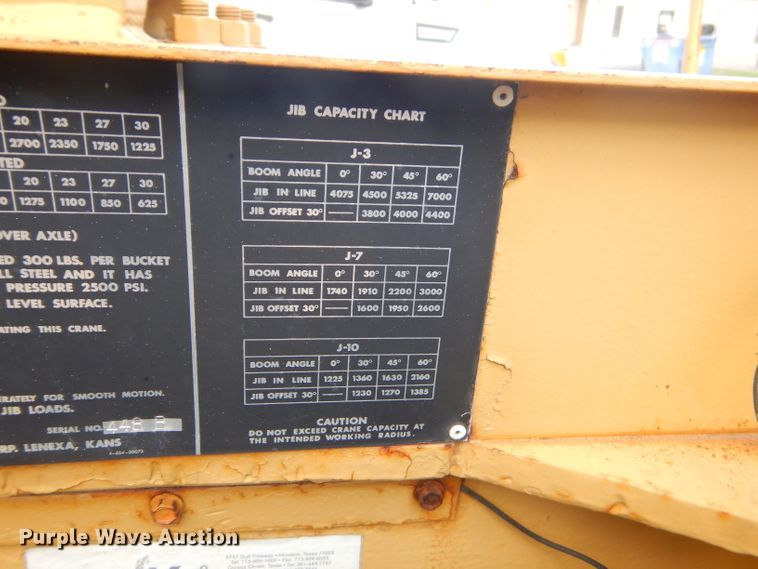 O
20 23 27 30
2700 2350 1750 1225
TED
20 23 27 30
0 1275 1100 850 625
OVER AXLE)
ED 300 LBS. PER BUCKET
LL STEEL AND IT HAS
PRESSURE 2500 PSI.
LEVEL SURFACE.
ATING THIS CRANE.
ERATELY FOR SMOOTH MOTION.
JIB LOADS.
SERIAL NO. 448 B
RP. LENEXA, KANS
JIB CAPACITY CHART
J-3
BOOM ANGLE 0° 30° 45° 60°
JIB IN LINE 4075 4500 5325 7000
JIB OFFSET 30° — 3800 4000 4400
J-7
BOOM ANGLE 0° 30° 45° 60°
JIB IN LINE 1740 1910 2200 3000
JIB OFFSET 30° — 1600 1950 2600
J-10
BOOM ANGLE 0° 30° 45° 60°
JIB IN LINE 1225 1360 1630 2160
JIB OFFSET 30° — 1230 1270 1385
CAUTION
DO NOT EXCEED CRANE CAPACITY AT
THE INTENDED WORKING RADIUS.
Purple Wave Auction